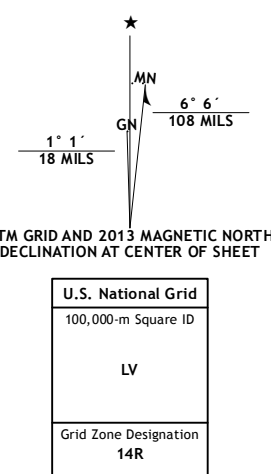 ★
MN
GN
6° 6´
108 MILS
1° 1´
18 MILS
TM GRID AND 2013 MAGNETIC NORTH
DECLINATION AT CENTER OF SHEET
U.S. National Grid
100,000-m Square ID
LV
Grid Zone Designation
14R